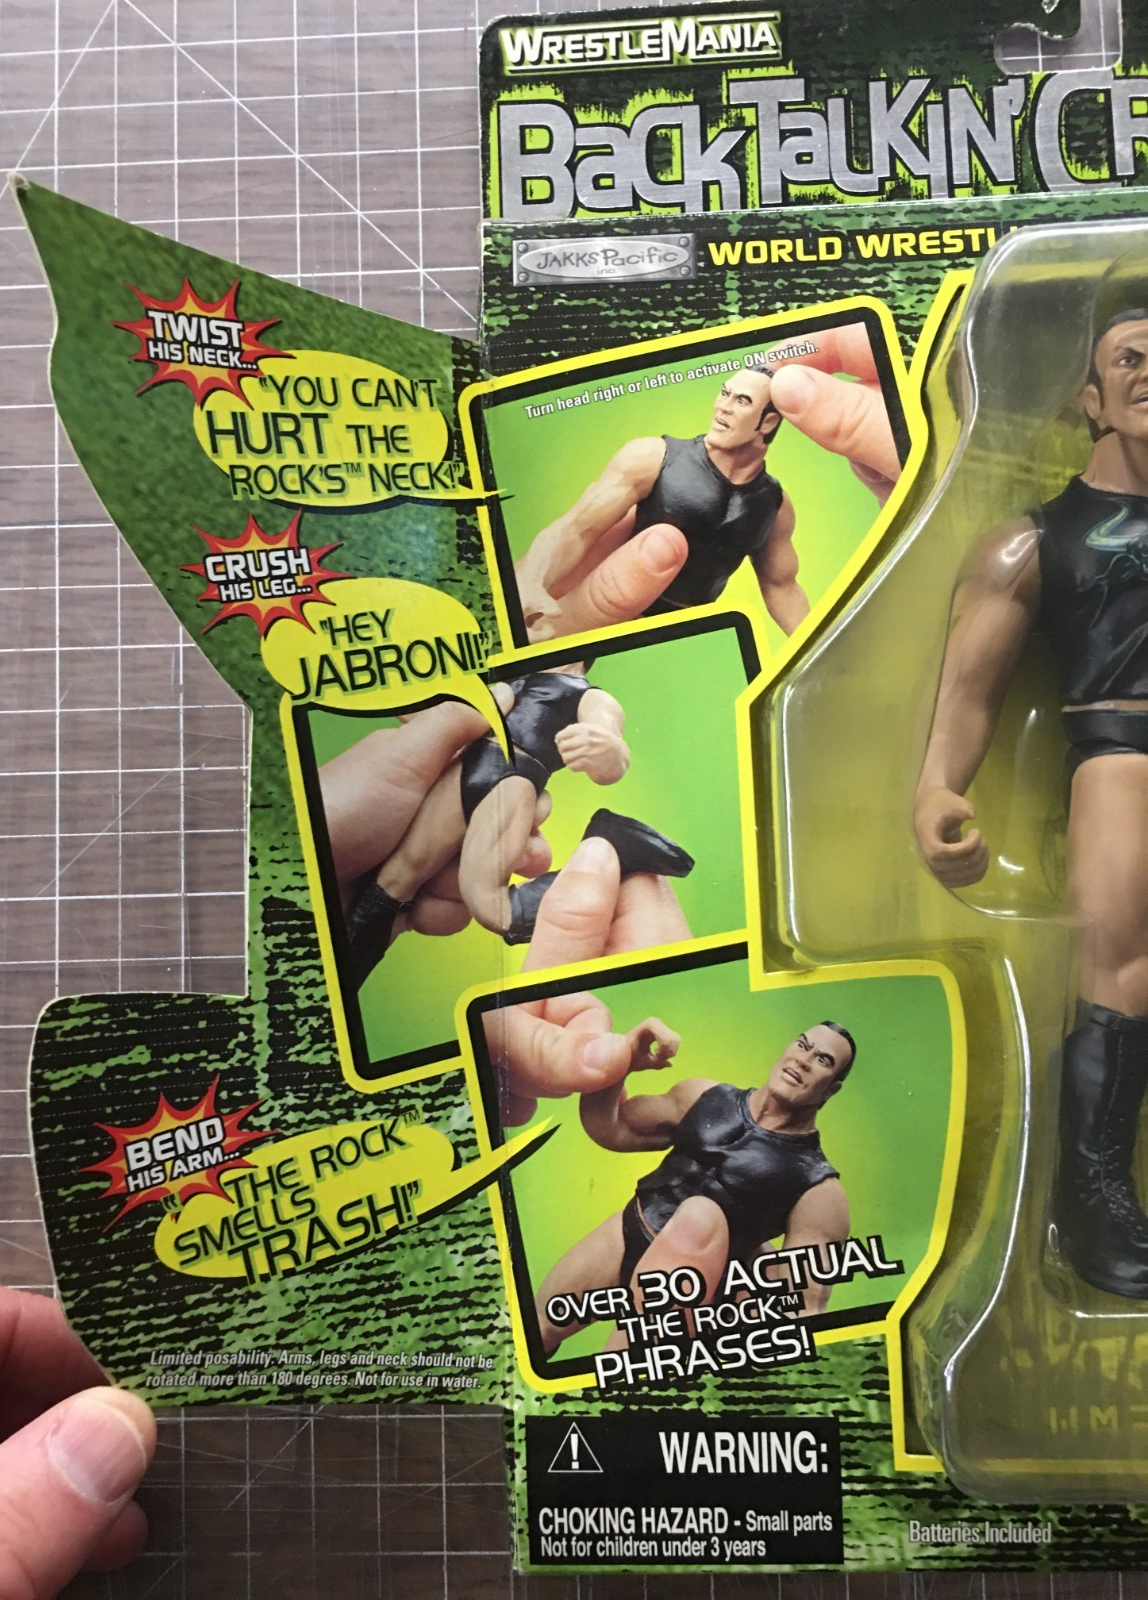 WRESTLEMANIA
BACK TALKIN'
JAKKS Pacific
inc.
WORLD
TWIST
HIS NECK...
"YOU CAN'T
HURT THE
ROCK'S™ NECK!"
Turn head right or left to activate ON switch.
CRUSH
HIS LEG...
"HEY
JABRONI!"
BEND
HIS ARM...
"THE ROCK™
SMELLS
TRASH!"
OVER 30 ACTUAL
THE ROCK™
PHRASES!
Limited posability. Arms, legs and neck should not be
rotated more than 180 degrees. Not for use in water.
WARNING:
CHOKING HAZARD - Small parts
Not for children under 3 years
Batteries Included